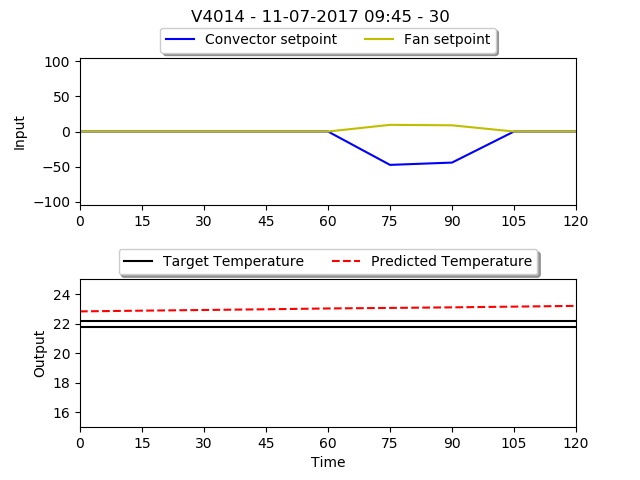 V4014 - 11-07-2017 09:45 - 30
Convector setpoint Fan setpoint
100
50
0
−50
−100
Input
0 15 30 45 60 75 90 105 120
Target Temperature Predicted Temperature
24
22
20
18
16
Output
0 15 30 45 60 75 90 105 120
Time